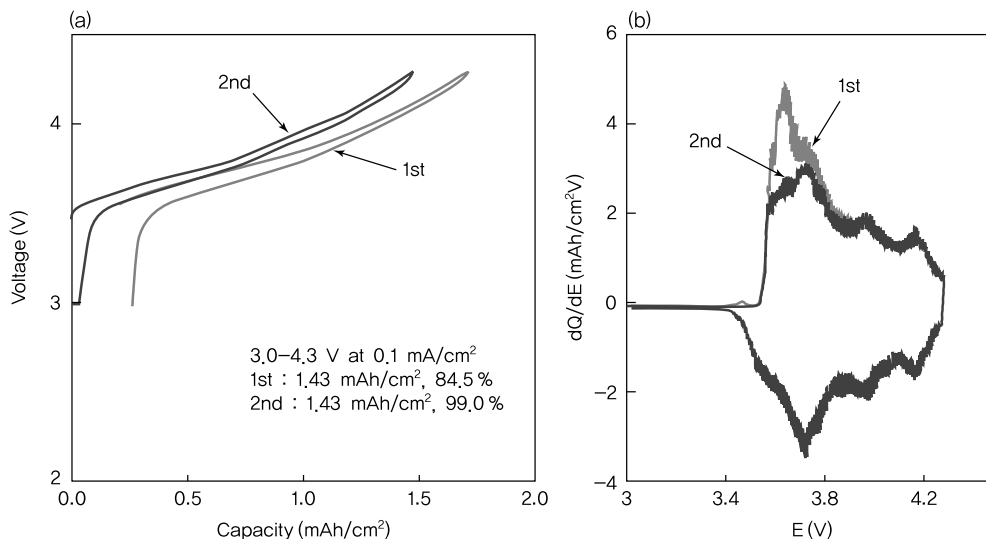 (a)
2nd
1st
4
3
2
Voltage (V)
3.0-4.3 V at 0.1 mA/cm²
1st : 1.43 mAh/cm², 84.5 %
2nd : 1.43 mAh/cm², 99.0 %
0.0 0.5 1.0 1.5 2.0
Capacity (mAh/cm²)
(b)
1st
2nd
6
4
2
0
-2
-4
dQ/dE (mAh/cm²V)
3 3.4 3.8 4.2
E (V)